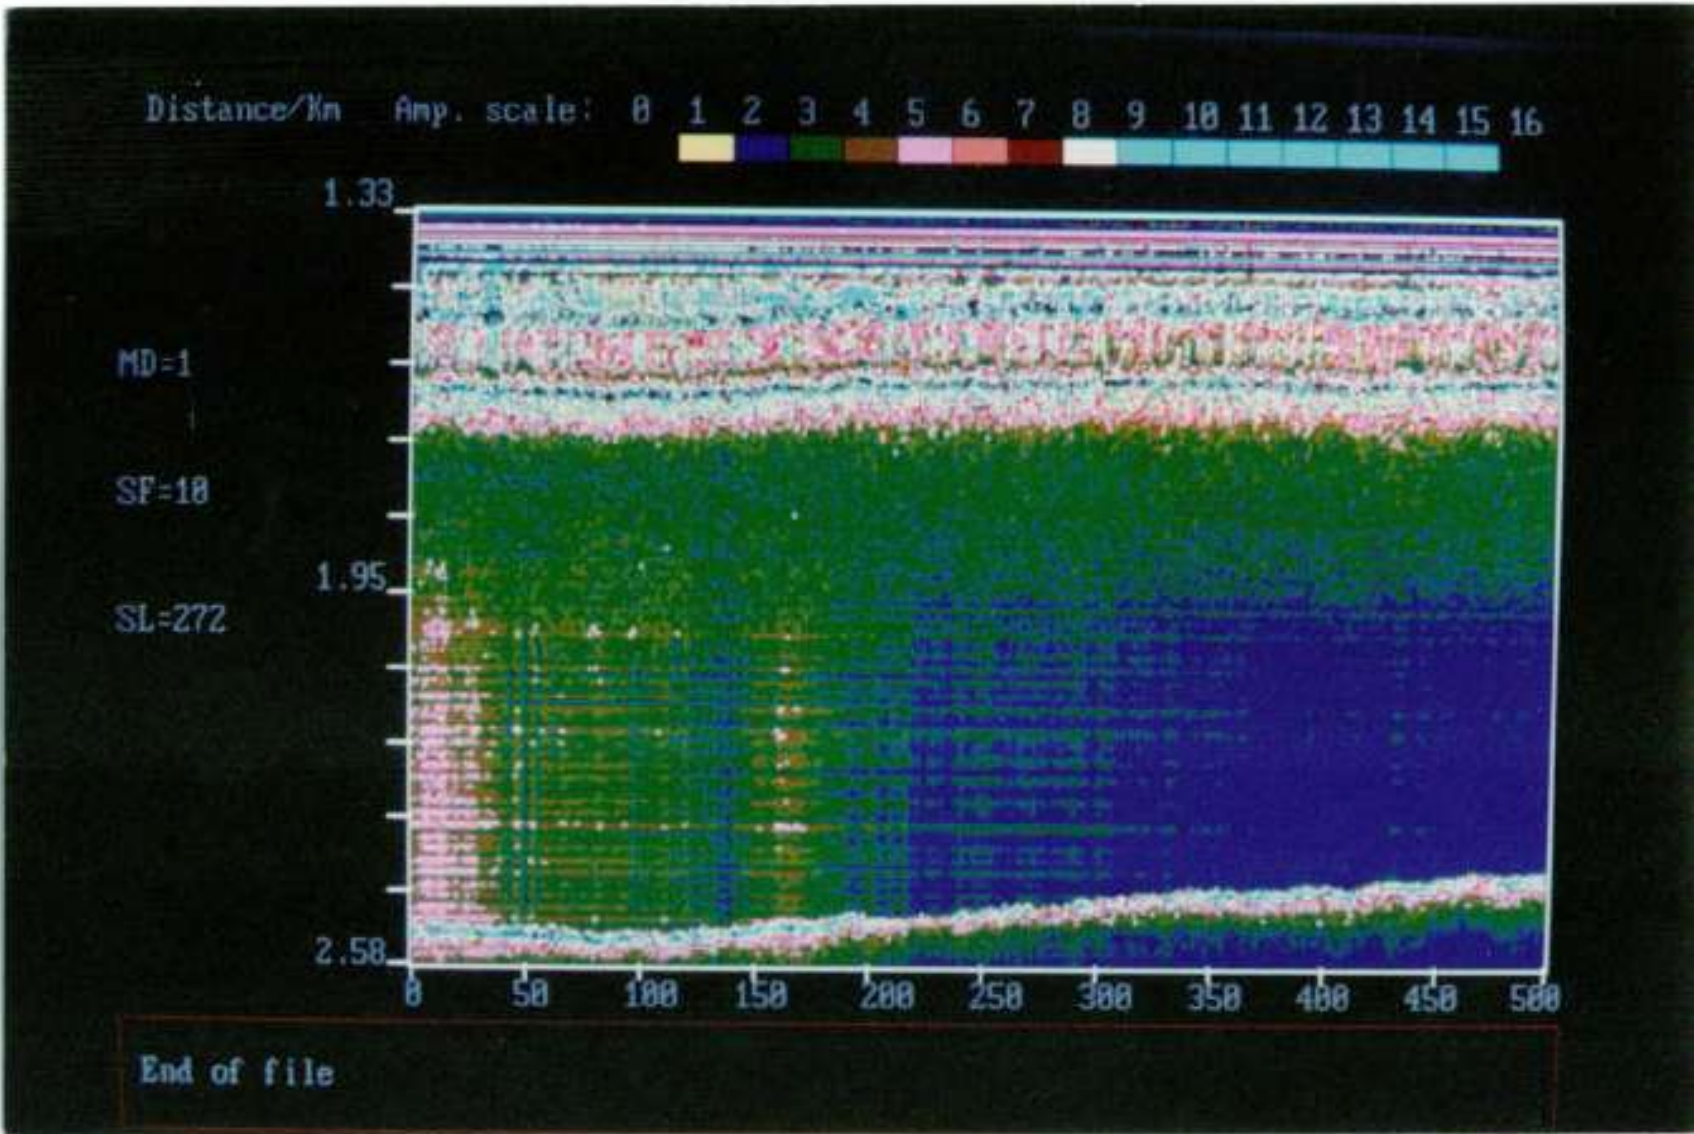 Distance/Km Amp. scale: 0 1 2 3 4 5 6 7 8 9 10 11 12 13 14 15 16
1.33
MD=1
SF=10
1.95
SL=272
2.58
0 50 100 150 200 250 300 350 400 450 500
End of file